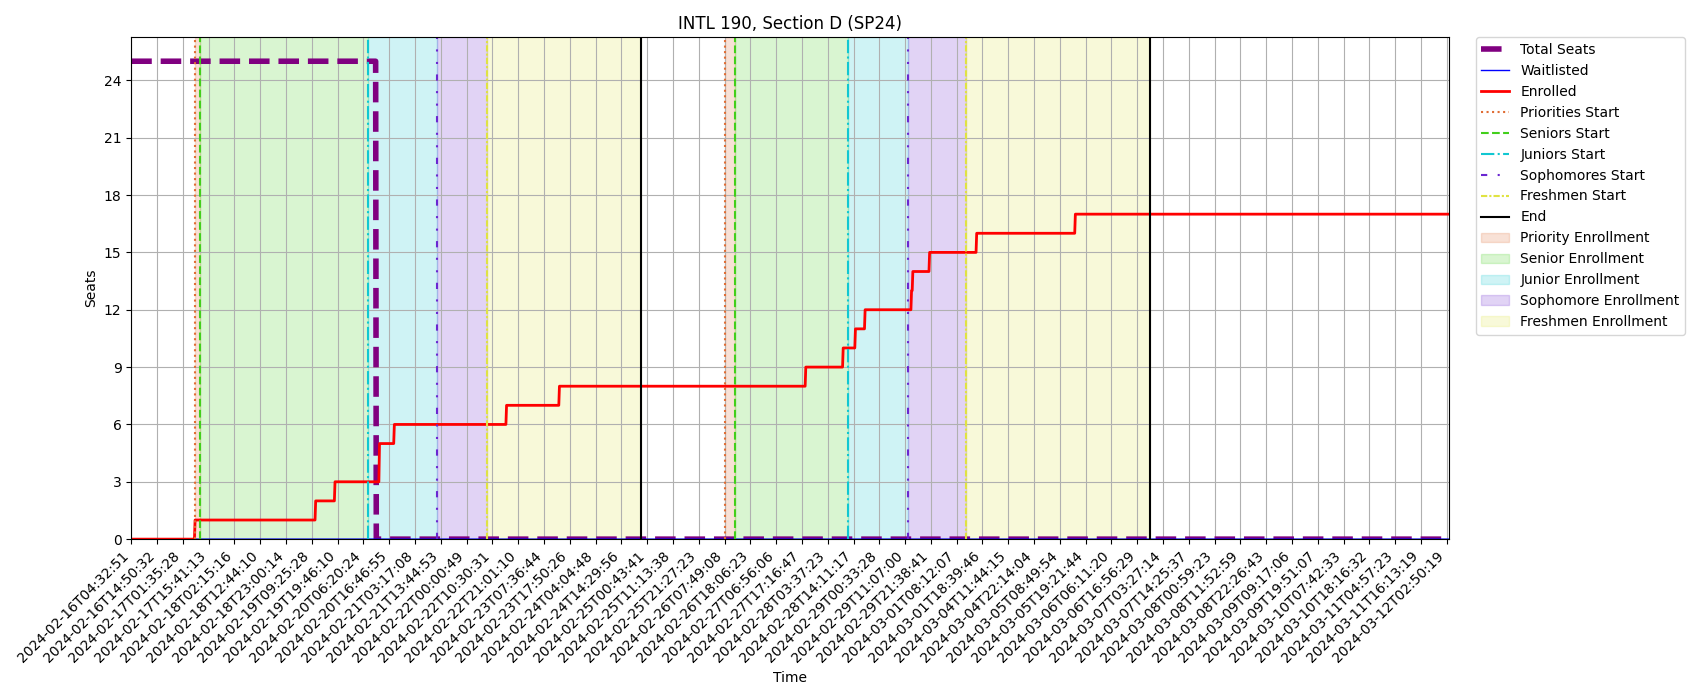 INTL 190, Section D (SP24)
Seats
24
21
18
15
12
9
6
3
0
2024-02-16T04:32:51
2024-02-16T14:50:32
2024-02-17T01:35:28
2024-02-17T15:41:13
2024-02-18T02:15:16
2024-02-18T12:44:10
2024-02-18T23:00:14
2024-02-19T09:25:28
2024-02-19T19:46:10
2024-02-20T06:20:24
2024-02-20T16:46:55
2024-02-21T03:17:08
2024-02-21T13:44:53
2024-02-22T00:00:49
2024-02-22T10:30:31
2024-02-22T21:01:10
2024-02-23T07:36:44
2024-02-23T17:50:26
2024-02-24T04:04:48
2024-02-24T14:29:56
2024-02-25T00:43:41
2024-02-25T11:13:38
2024-02-25T21:27:23
2024-02-26T07:49:08
2024-02-26T18:06:23
2024-02-27T06:56:06
2024-02-27T17:16:47
2024-02-28T03:37:23
2024-02-28T14:11:17
2024-02-29T00:33:28
2024-02-29T11:07:00
2024-02-29T21:38:41
2024-03-01T08:12:07
2024-03-01T18:39:46
2024-03-04T11:44:15
2024-03-04T22:14:04
2024-03-05T08:49:54
2024-03-05T19:21:44
2024-03-06T06:11:20
2024-03-06T16:56:29
2024-03-07T03:27:14
2024-03-07T14:25:37
2024-03-08T00:59:23
2024-03-08T11:52:59
2024-03-08T22:26:43
2024-03-09T09:17:06
2024-03-09T19:51:07
2024-03-10T07:42:33
2024-03-10T18:16:32
2024-03-11T04:57:23
2024-03-11T16:13:19
2024-03-12T02:50:19
Time
Total Seats
Waitlisted
Enrolled
Priorities Start
Seniors Start
Juniors Start
Sophomores Start
Freshmen Start
End
Priority Enrollment
Senior Enrollment
Junior Enrollment
Sophomore Enrollment
Freshmen Enrollment